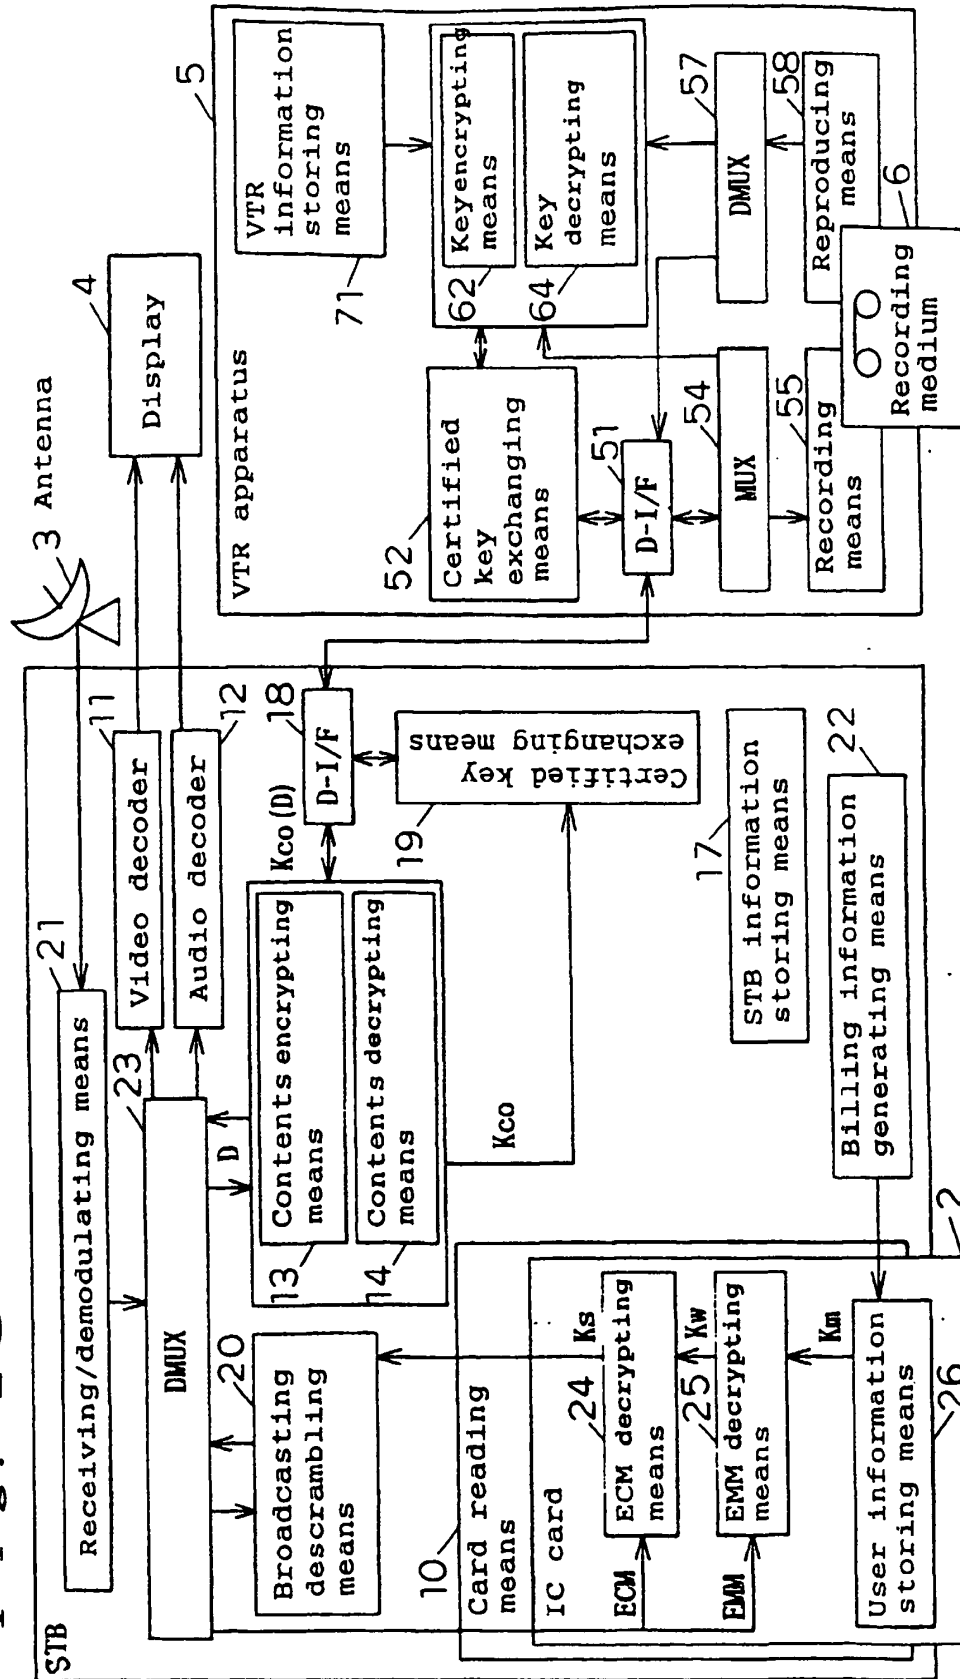 STB
Receiving/demodulating means
21
3
Antenna
4
Display
DMUX
23
Video decoder
11
Audio decoder
12
D
20
Broadcasting
descrambling
means
Contents encrypting
means
13
Contents decrypting
means
14
Kco(D)
18
D-I/F
19
Certified key
exchanging means
Kco
10
Card reading
means
IC card
Ks
24
ECM decrypting
means
ECM
Kw
25
EMM decrypting
means
EMM
Km
User information
storing means
26
2
17
STB information
storing means
22
Billing information
generating means
5
VTR apparatus
VTR
information
storing
means
71
52
Certified
key
exchanging
means
62
Keyencrypting
means
64
Key
decrypting
means
51
D-I/F
54
MUX
57
DMUX
55
Recording
means
58
Reproducing
means
6
Recording
medium